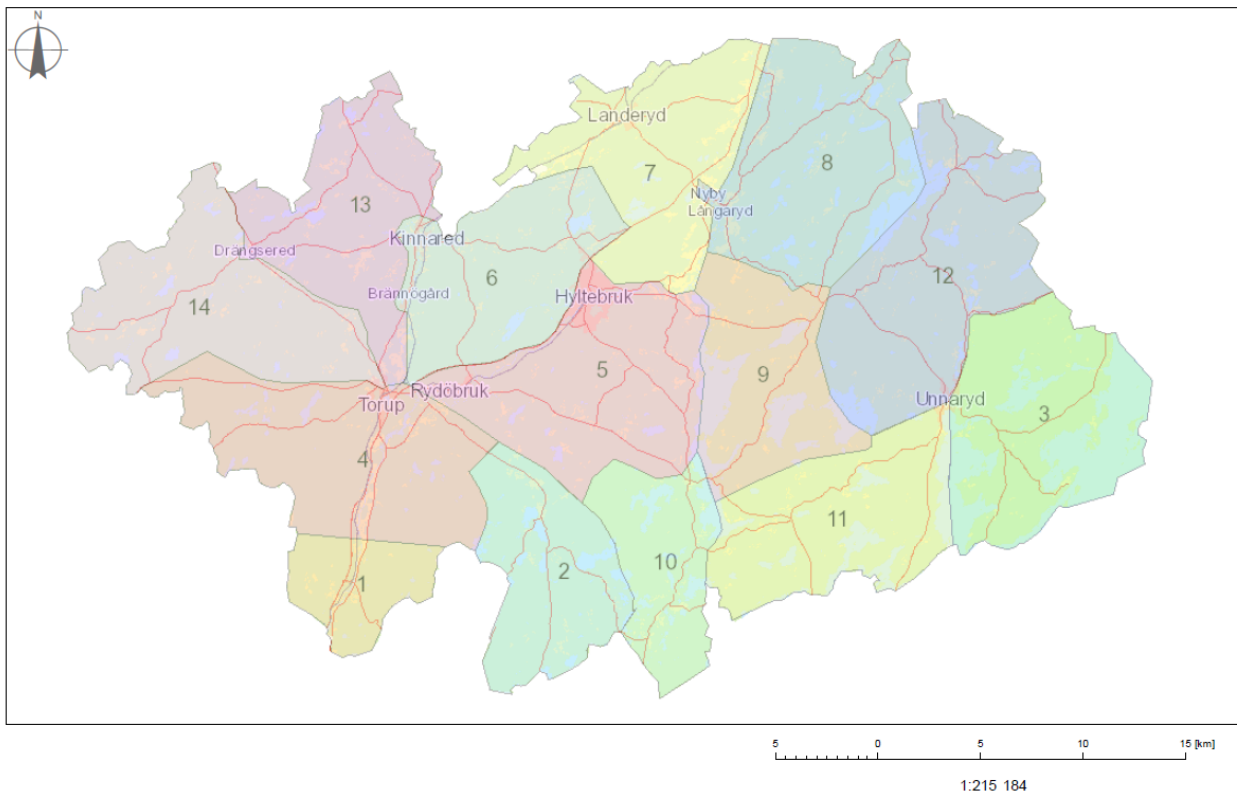 N
Landeryd
7
8
Nyby
Långaryd
13
Kinnared
Drängsered
6
12
Brännögård
Hyltebruk
14
5
9
Rydöbruk
Torup
Unnaryd
3
4
11
10
2
1
5 0 5 10 15 [km]
1:215 184